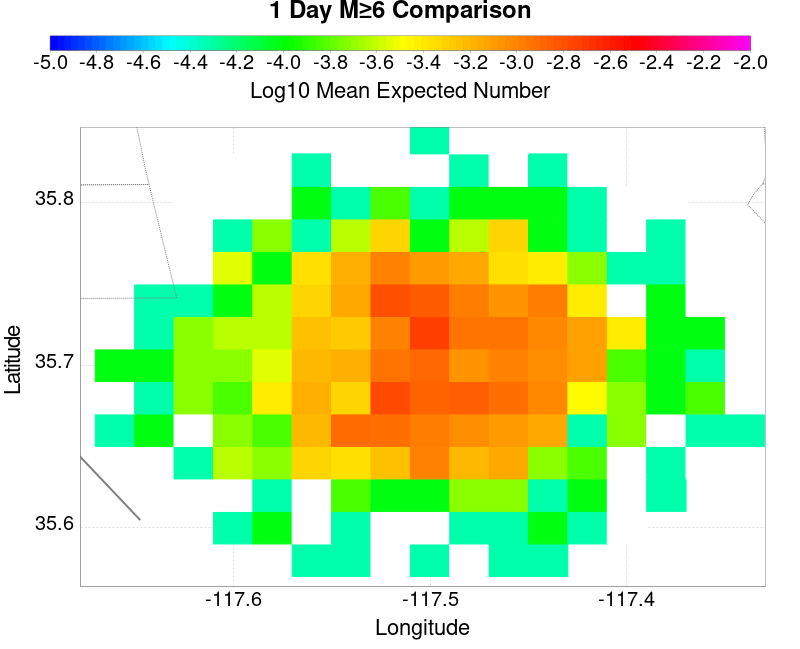 1 Day M≥6 Comparison
-5.0 -4.8 -4.6 -4.4 -4.2 -4.0 -3.8 -3.6 -3.4 -3.2 -3.0 -2.8 -2.6 -2.4 -2.2 -2.0
Log10 Mean Expected Number
35.8
35.7
35.6
Latitude
-117.6 -117.5 -117.4
Longitude